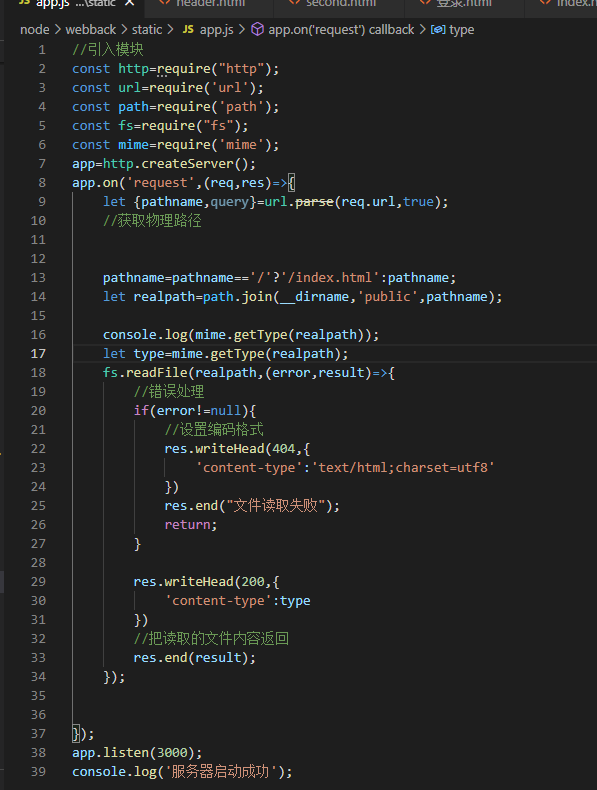 app.js ...\static
header.html
second.html
登录.html
index.h
node > webback > static > JS app.js > app.on('request') callback > type
1 //引入模块
2 const http=require("http");
3 const url=require('url');
4 const path=require('path');
5 const fs=require("fs");
6 const mime=require('mime');
7 app=http.createServer();
8 app.on('request',(req,res)=>{
9 let {pathname,query}=url.parse(req.url,true);
10 //获取物理路径
11
12
13 pathname=pathname=='/'?'/index.html':pathname;
14 let realpath=path.join(__dirname,'public',pathname);
15
16 console.log(mime.getType(realpath));
17 let type=mime.getType(realpath);
18 fs.readFile(realpath,(error,result)=>{
19 //错误处理
20 if(error!=null){
21 //设置编码格式
22 res.writeHead(404,{
23 'content-type':'text/html;charset=utf8'
24 })
25 res.end("文件读取失败");
26 return;
27 }
28
29 res.writeHead(200,{
30 'content-type':type
31 })
32 //把读取的文件内容返回
33 res.end(result);
34 });
35
36
37 });
38 app.listen(3000);
39 console.log('服务器启动成功');